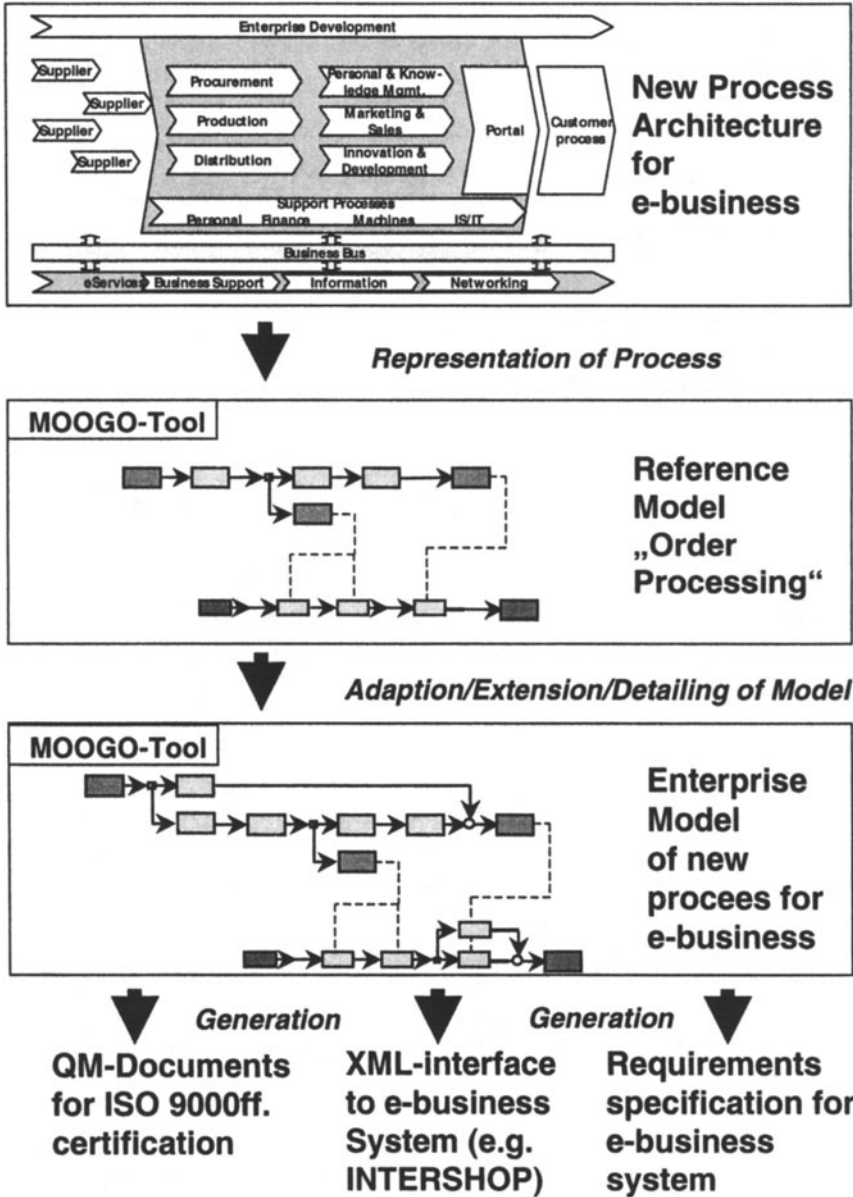 Enterprise Development
Supplier
Supplier
Supplier
Supplier
Procurement
Production
Distribution
Personal & Know-
ledge Mgmt.
Marketing &
Sales
Innovation &
Development
Portal
Customer
process
Support Processes
Personal Finance Machines IS/IT
Business Bus
eServices Business Support Information Networking
New Process
Architecture
for
e-business
Representation of Process
MOOGO-Tool
Reference
Model
„Order
Processing“
Adaption/Extension/Detailing of Model
MOOGO-Tool
Enterprise
Model
of new
procees for
e-business
Generation
Generation
QM-Documents
for ISO 9000ff.
certification
XML-interface
to e-business
System (e.g.
INTERSHOP)
Requirements
specification for
e-business
system